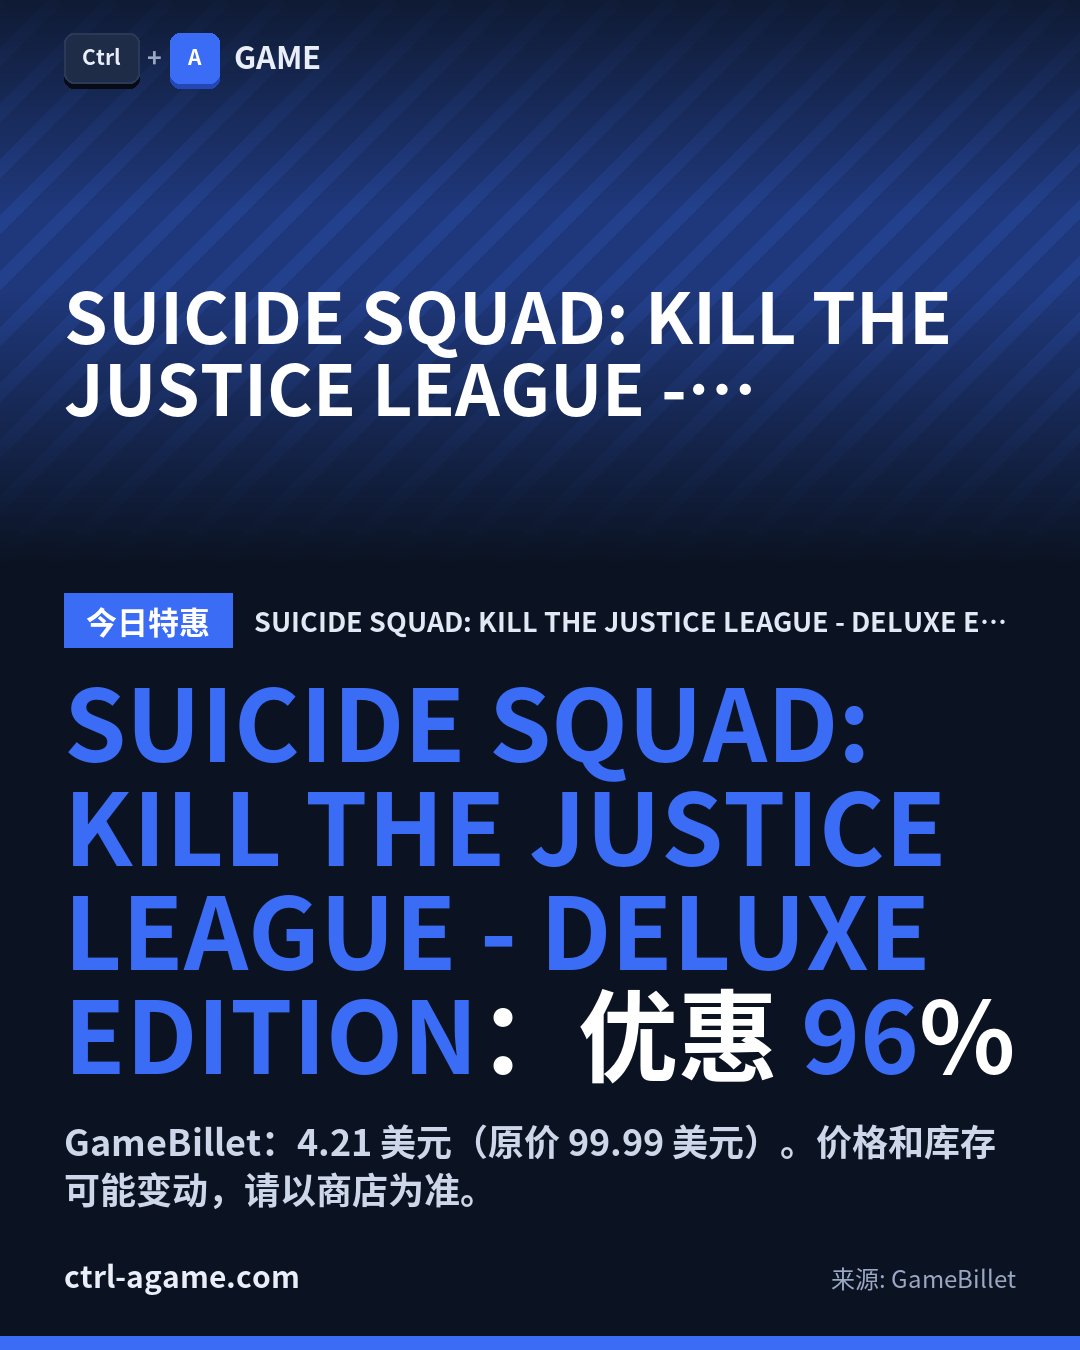 Ctrl + A GAME
SUICIDE SQUAD: KILL THE
JUSTICE LEAGUE -…
今日特惠 SUICIDE SQUAD: KILL THE JUSTICE LEAGUE - DELUXE E…
SUICIDE SQUAD:
KILL THE JUSTICE
LEAGUE - DELUXE
EDITION：优惠 96%
GameBillet：4.21 美元（原价 99.99 美元）。价格和库存
可能变动，请以商店为准。
ctrl-agame.com 来源: GameBillet